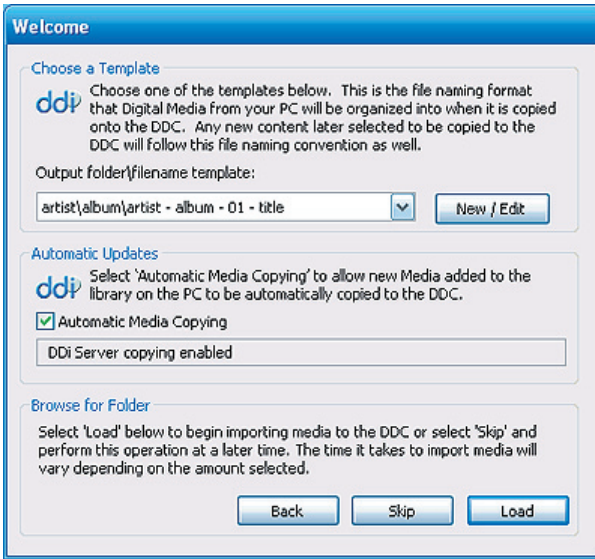 Welcome
Choose a Template
ddi
Choose one of the templates below. This is the file naming format
that Digital Media from your PC will be organized into when it is copied
onto the DDC. Any new content later selected to be copied to the
DDC will follow this file naming convention as well.
Output folder\filename template:
artist\album\artist - album - 01 - title
New / Edit
Automatic Updates
ddi
Select 'Automatic Media Copying' to allow new Media added to the
library on the PC to be automatically copied to the DDC.
Automatic Media Copying
DDi Server copying enabled
Browse for Folder
Select 'Load' below to begin importing media to the DDC or select 'Skip' and
perform this operation at a later time. The time it takes to import media will
vary depending on the amount selected.
Back
Skip
Load